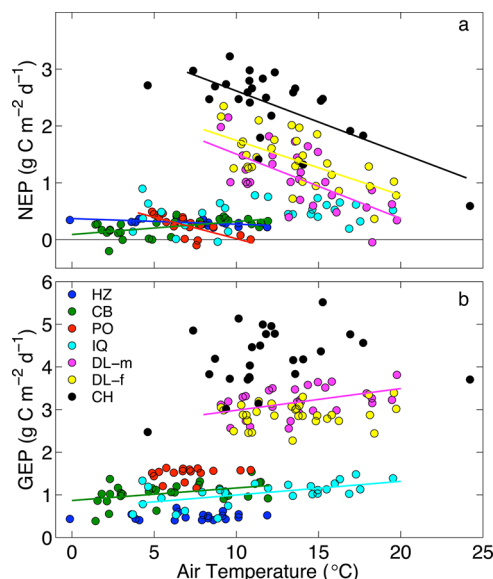 a
3
2
1
0
NEP (g C m−2 d−1)
b
6
5
4
3
2
1
0
GEP (g C m−2 d−1)
HZ
CB
PO
IQ
DL−m
DL−f
CH
0 5 10 15 20 25
Air Temperature (°C)